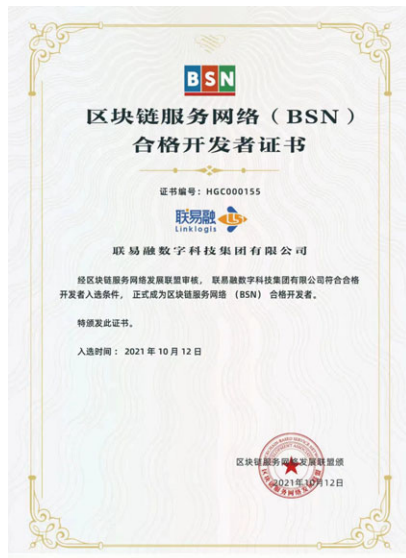 BSN
区块链服务网络（BSN）
合格开发者证书
证书编号：HGC000155
联易融
Linklogis
LLS
联易融数字科技集团有限公司
经区块链服务网络发展联盟审核， 联易融数字科技集团有限公司符合合格
开发者入选条件， 正式成为区块链服务网络 （BSN） 合格开发者。
特颁发此证书。
入选时间 ：2021 年 10 月 12 日
区块链服务网络发展联盟颁
2021年10月12日